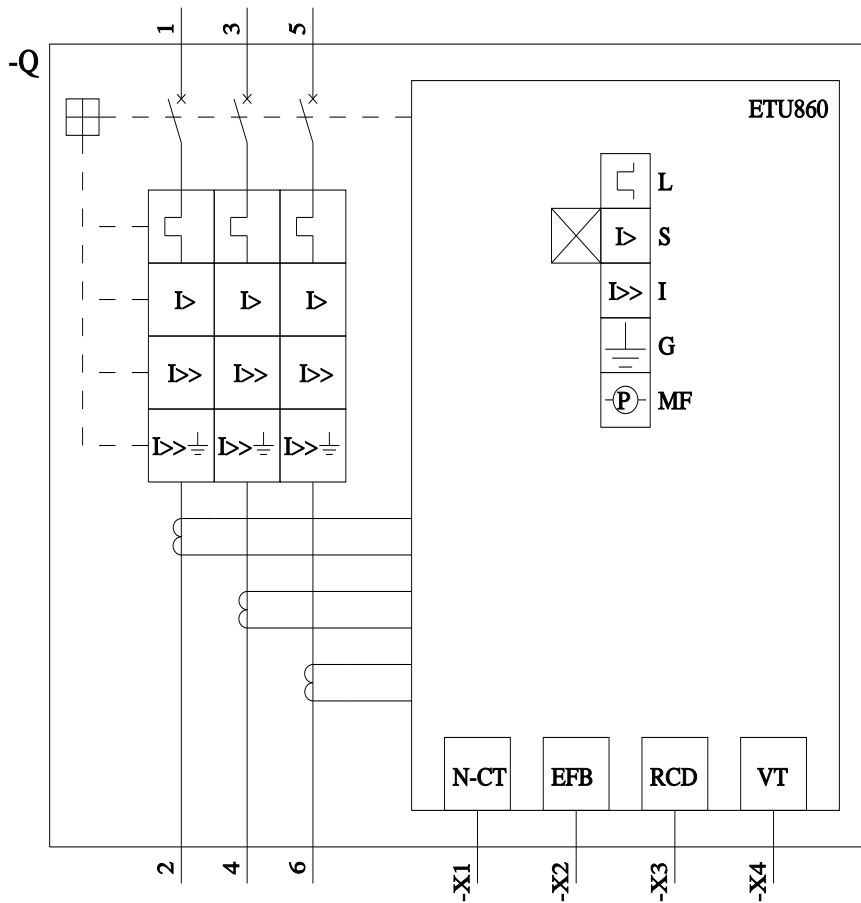 1
3
5
-Q
ETU860
L
I> S
I> I> I>
I>> I
G
I>> I>> I>>
P MF
I>> I>> I>>
N-CT EFB RCD VT
2
4
6
-X1
-X2
-X3
-X4